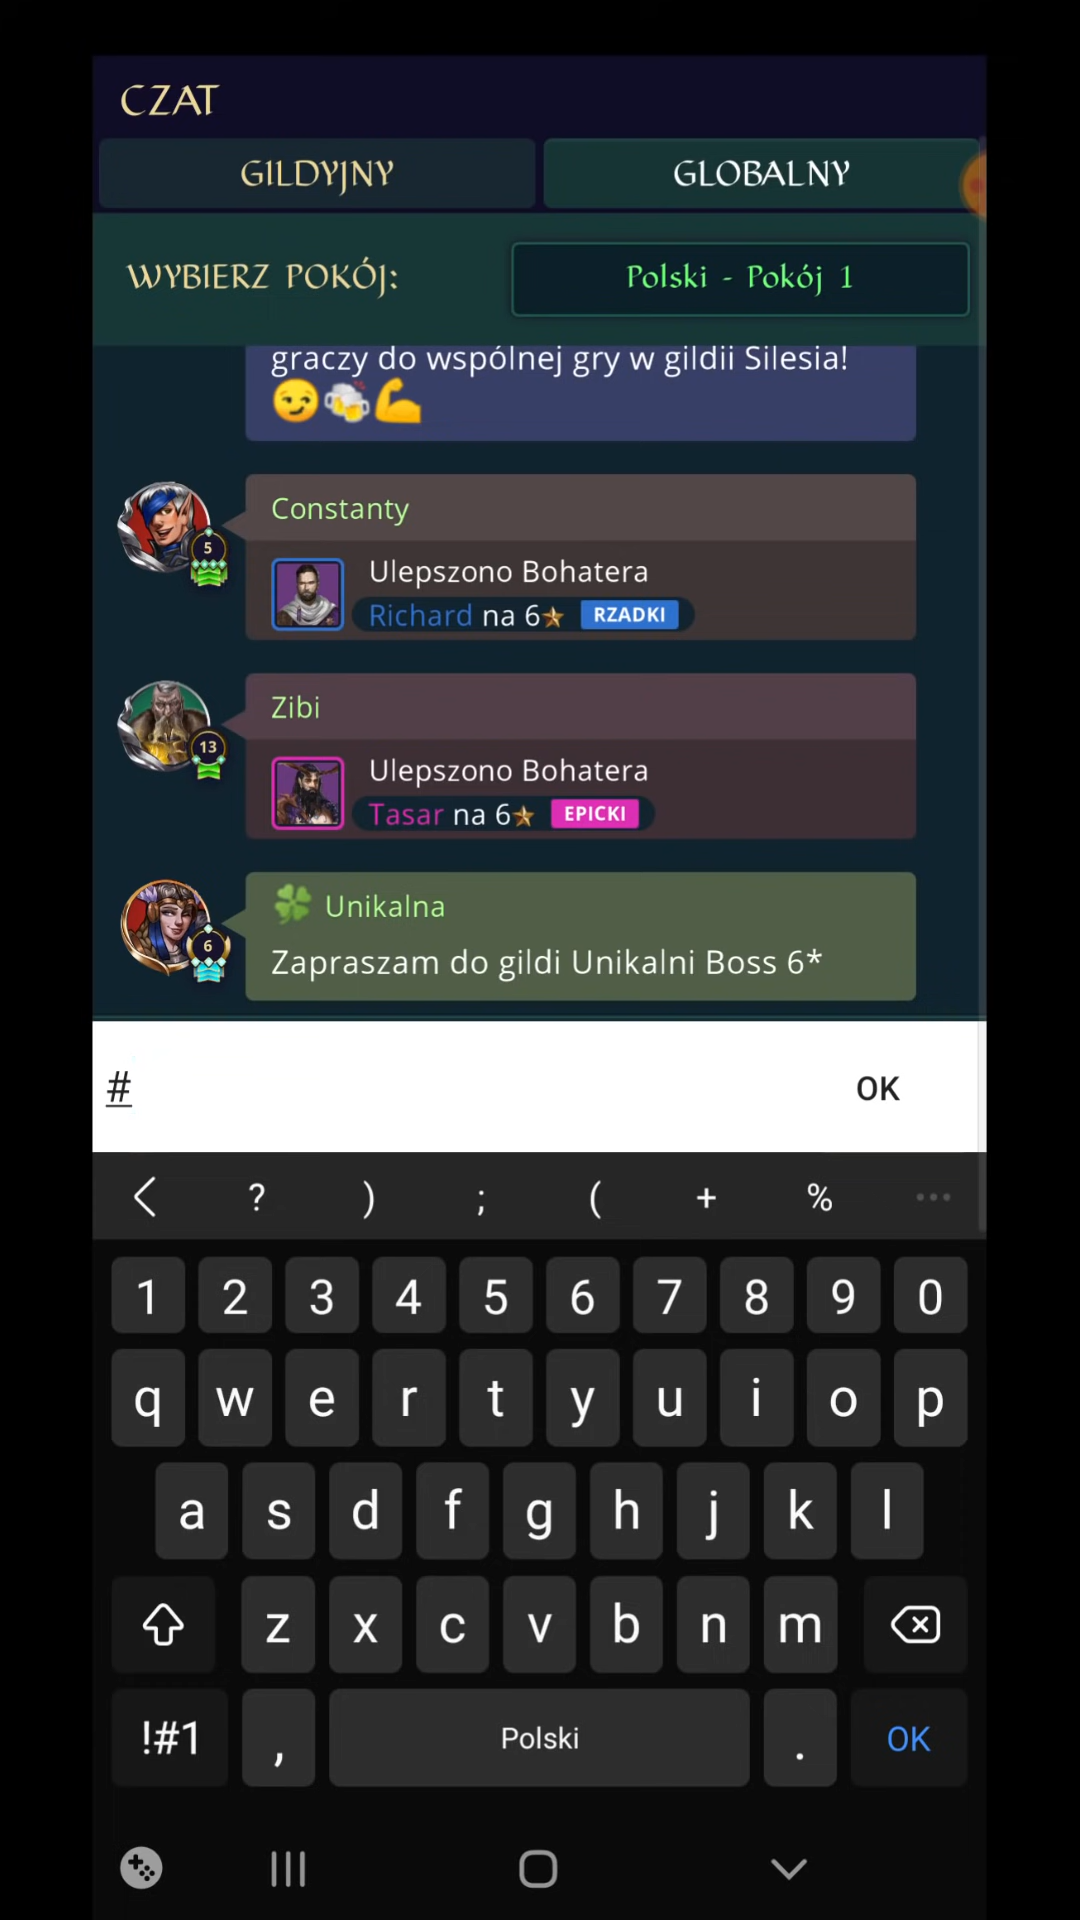 CZAT
GILDYJNY
GLOBALNY
WYBIERZ POKÓJ:
Polski - Pokój 1
graczy do wspólnej gry w gildii Silesia!
😏🍻💪
Constanty
5
Ulepszono Bohatera
Richard na 6⭐ RZADKI
Zibi
13
Ulepszono Bohatera
Tasar na 6⭐ EPICKI
🍀 Unikalna
6
Zapraszam do gildi Unikalni Boss 6*
#
OK
? ) ; ( + % •••
1 2 3 4 5 6 7 8 9 0
q w e r t y u i o p
a s d f g h j k l
z x c v b n m
!#1 , Polski . OK